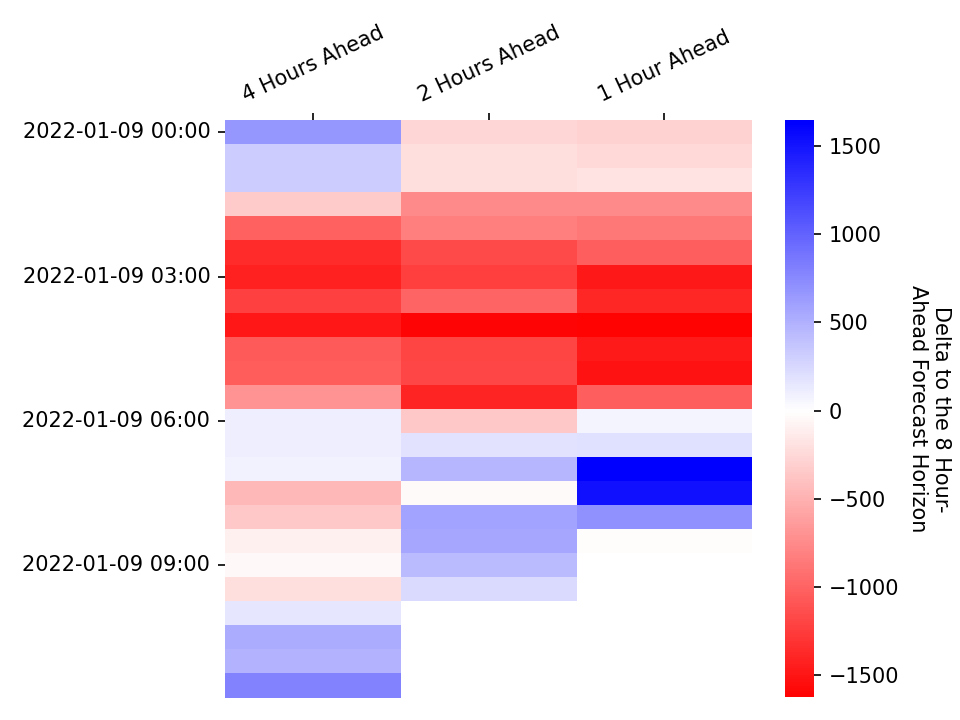 4 Hours Ahead
2 Hours Ahead
1 Hour Ahead
2022-01-09 00:00
2022-01-09 03:00
2022-01-09 06:00
2022-01-09 09:00
1500
1000
500
0
−500
−1000
−1500
Delta to the 8 Hour-
Ahead Forecast Horizon